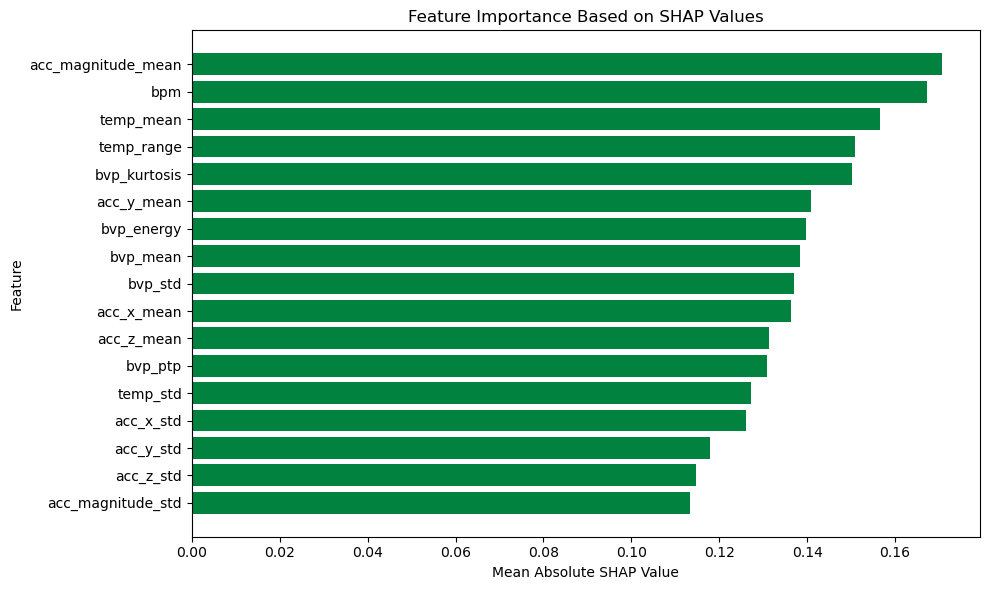 Feature Importance Based on SHAP Values
acc_magnitude_mean
bpm
temp_mean
temp_range
bvp_kurtosis
acc_y_mean
bvp_energy
bvp_mean
bvp_std
acc_x_mean
acc_z_mean
bvp_ptp
temp_std
acc_x_std
acc_y_std
acc_z_std
acc_magnitude_std
Feature
0.00 0.02 0.04 0.06 0.08 0.10 0.12 0.14 0.16
Mean Absolute SHAP Value